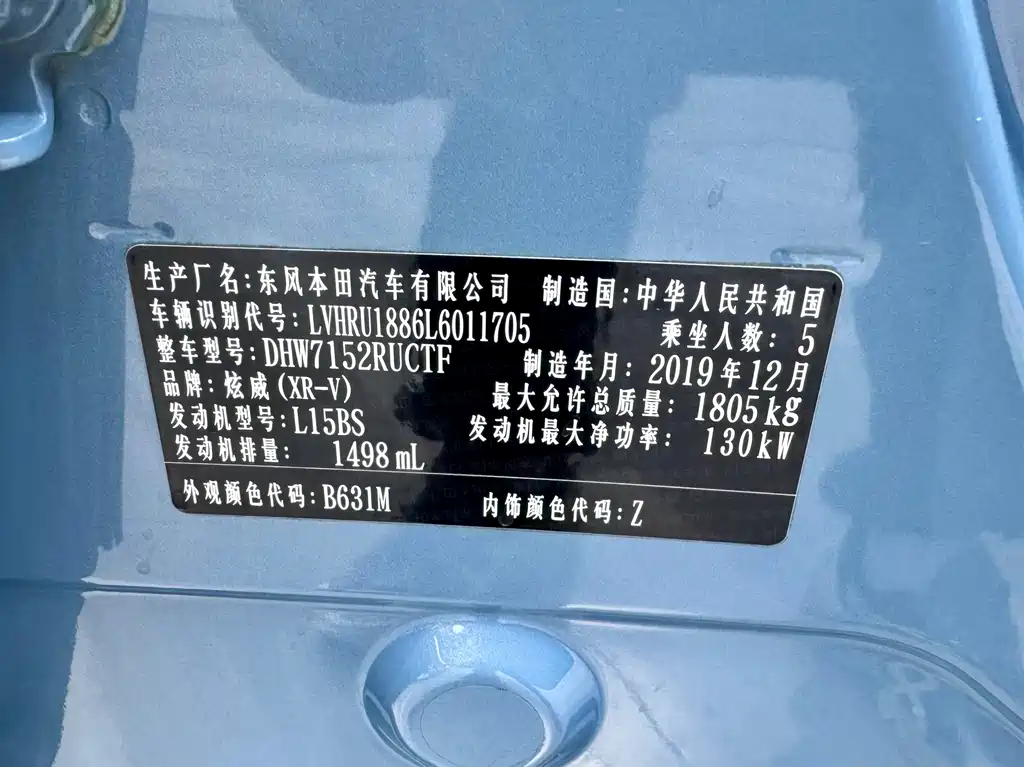 生产厂名:东风本田汽车有限公司 制造国:中华人民共和国
车辆识别代号:LVHRU1886L6011705 乘坐人数:5
整车型号:DHW7152RUCTF 制造年月:2019年12月
品牌:炫威(XR-V) 最大允许总质量:1805kg
发动机型号:L15BS 发动机最大净功率:130kW
发动机排量:1498mL
外观颜色代码:B631M 内饰颜色代码:Z